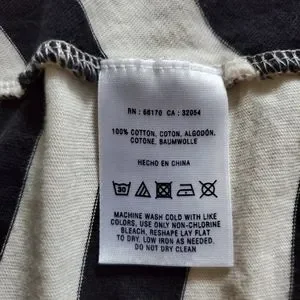 RN : 66170 CA : 32054
100% COTTON, COTON, ALGODÓN,
COTONE, BAUMWOLLE
HECHO EN CHINA
30
MACHINE WASH COLD WITH LIKE
COLORS, USE ONLY NON-CHLORINE
BLEACH, RESHAPE LAY FLAT
TO DRY, LOW IRON AS NEEDED.
DO NOT DRY CLEAN